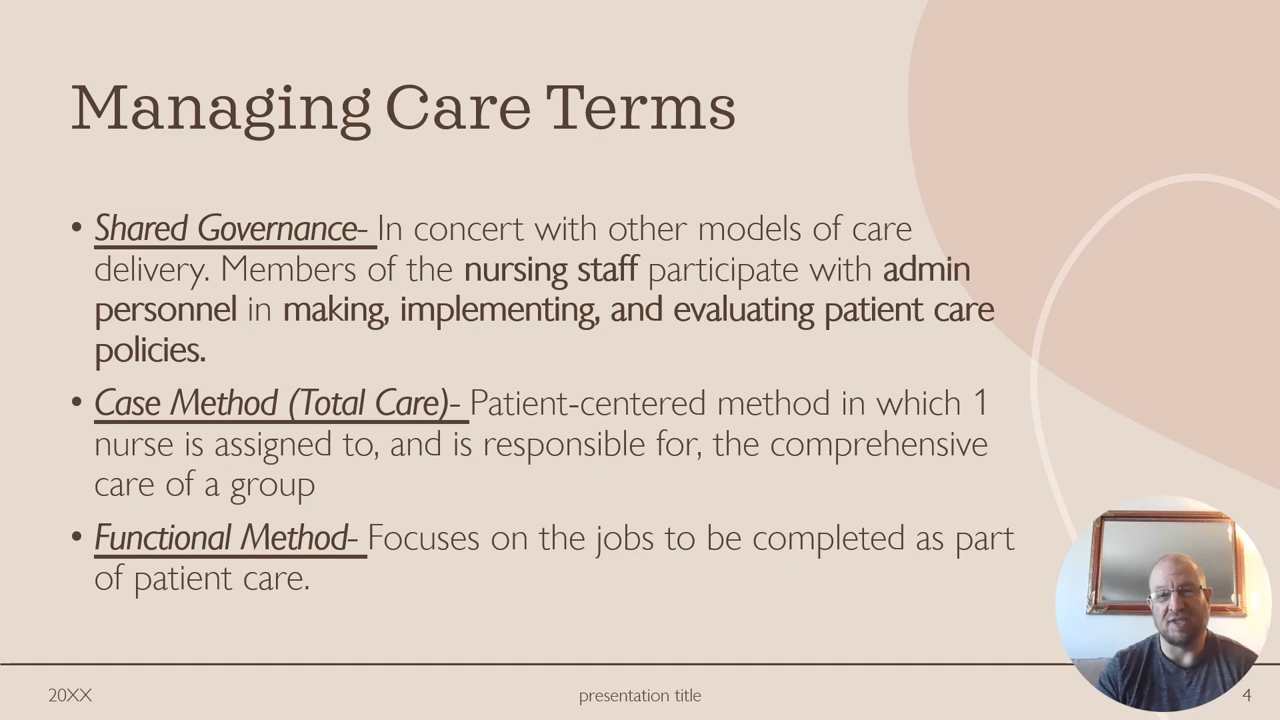 Managing Care Terms
• Shared Governance- In concert with other models of care
delivery. Members of the nursing staff participate with admin
personnel in making, implementing, and evaluating patient care
policies.
• Case Method (Total Care)- Patient-centered method in which 1
nurse is assigned to, and is responsible for, the comprehensive
care of a group
• Functional Method- Focuses on the jobs to be completed as part
of patient care.
20XX
presentation title
4